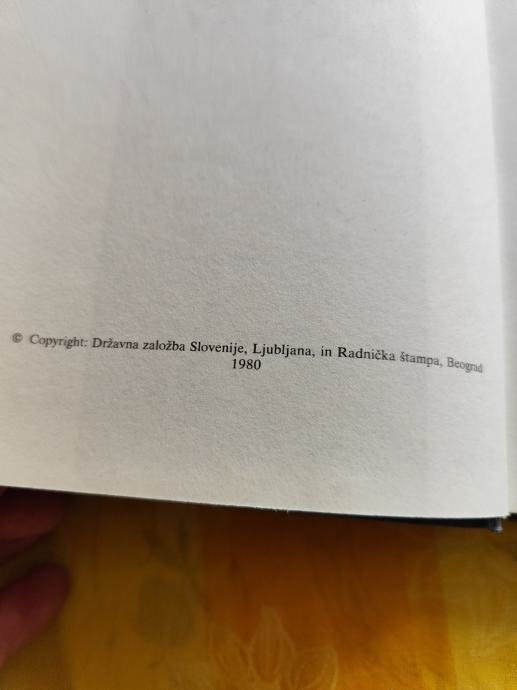 © Copyright: Državna založba Slovenije, Ljubljana, in Radnička štampa, Beograd
1980